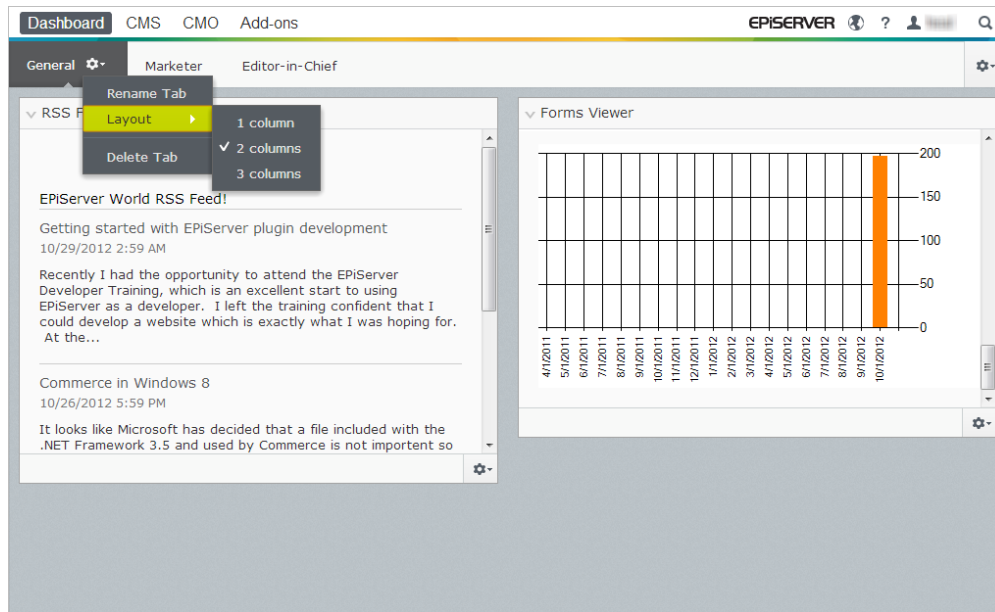 Dashboard CMS CMO Add-ons EPiSERVER ?
General Marketer Editor-in-Chief
Rename Tab
Layout
Delete Tab
1 column
2 columns
3 columns
RSS F
EPiServer World RSS Feed!
Getting started with EPiServer plugin development
10/29/2012 2:59 AM
Recently I had the opportunity to attend the EPiServer
Developer Training, which is an excellent start to using
EPiServer as a developer. I left the training confident that I
could develop a website which is exactly what I was hoping for.
At the...
Commerce in Windows 8
10/26/2012 5:59 PM
It looks like Microsoft has decided that a file included with the
.NET Framework 3.5 and used by Commerce is not importent so
Forms Viewer
200
150
100
50
0
4/1/2011
5/1/2011
6/1/2011
7/1/2011
8/1/2011
9/1/2011
10/1/2011
11/1/2011
12/1/2011
1/1/2012
2/1/2012
3/1/2012
4/1/2012
5/1/2012
6/1/2012
7/1/2012
8/1/2012
9/1/2012
10/1/2012